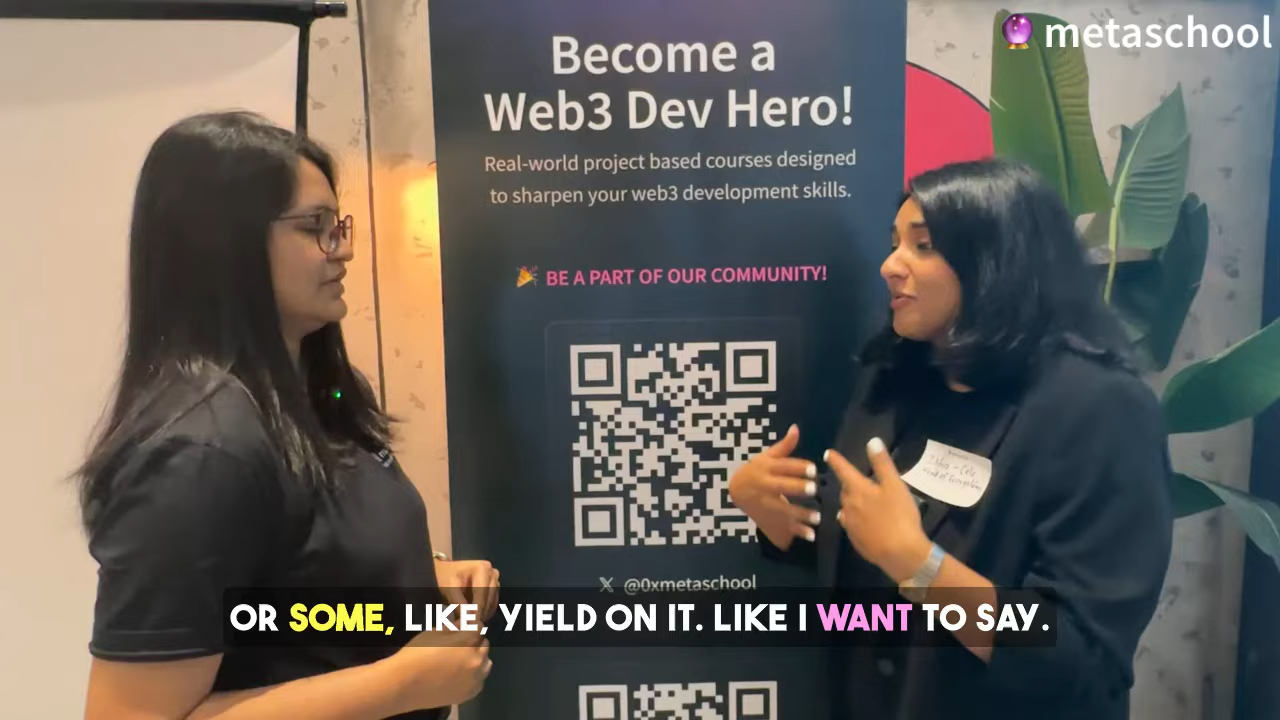 metaschool
Become a
Web3 Dev Hero!
Real-world project based courses designed
to sharpen your web3 development skills.
BE A PART OF OUR COMMUNITY!
@0xmetaschool
OR SOME, LIKE, YIELD ON IT. LIKE I WANT TO SAY.